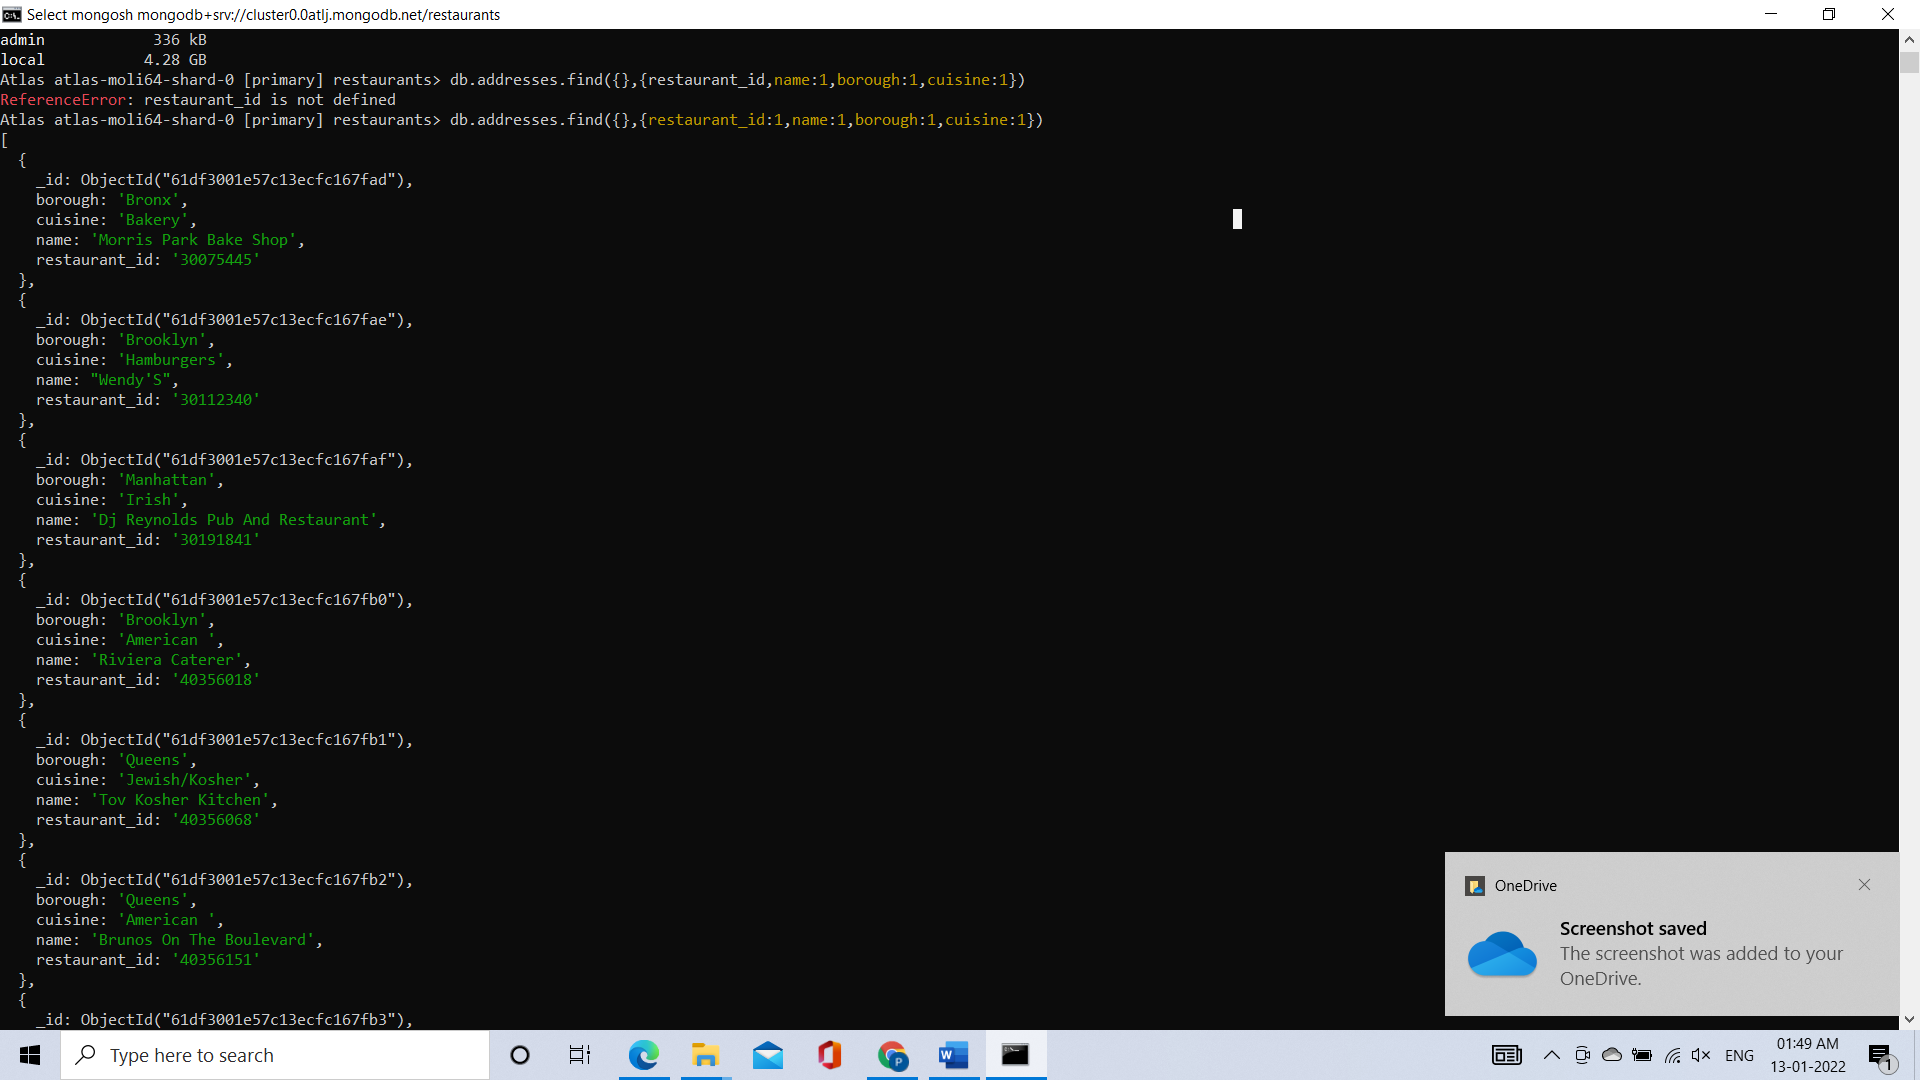 Select mongosh mongodb+srv://cluster0.0atlj.mongodb.net/restaurants
admin            336 kB
local           4.28 GB
Atlas atlas-moli64-shard-0 [primary] restaurants> db.addresses.find({},{restaurant_id,name:1,borough:1,cuisine:1})
ReferenceError: restaurant_id is not defined
Atlas atlas-moli64-shard-0 [primary] restaurants> db.addresses.find({},{restaurant_id:1,name:1,borough:1,cuisine:1})
[
  {
    _id: ObjectId("61df3001e57c13ecfc167fad"),
    borough: 'Bronx',
    cuisine: 'Bakery',
    name: 'Morris Park Bake Shop',
    restaurant_id: '30075445'
  },
  {
    _id: ObjectId("61df3001e57c13ecfc167fae"),
    borough: 'Brooklyn',
    cuisine: 'Hamburgers',
    name: "Wendy'S",
    restaurant_id: '30112340'
  },
  {
    _id: ObjectId("61df3001e57c13ecfc167faf"),
    borough: 'Manhattan',
    cuisine: 'Irish',
    name: 'Dj Reynolds Pub And Restaurant',
    restaurant_id: '30191841'
  },
  {
    _id: ObjectId("61df3001e57c13ecfc167fb0"),
    borough: 'Brooklyn',
    cuisine: 'American ',
    name: 'Riviera Caterer',
    restaurant_id: '40356018'
  },
  {
    _id: ObjectId("61df3001e57c13ecfc167fb1"),
    borough: 'Queens',
    cuisine: 'Jewish/Kosher',
    name: 'Tov Kosher Kitchen',
    restaurant_id: '40356068'
  },
  {
    _id: ObjectId("61df3001e57c13ecfc167fb2"),
    borough: 'Queens',
    cuisine: 'American ',
    name: 'Brunos On The Boulevard',
    restaurant_id: '40356151'
  },
  {
    _id: ObjectId("61df3001e57c13ecfc167fb3"),
OneDrive
Screenshot saved
The screenshot was added to your
OneDrive.
Type here to search
ENG
01:49 AM
13-01-2022
1